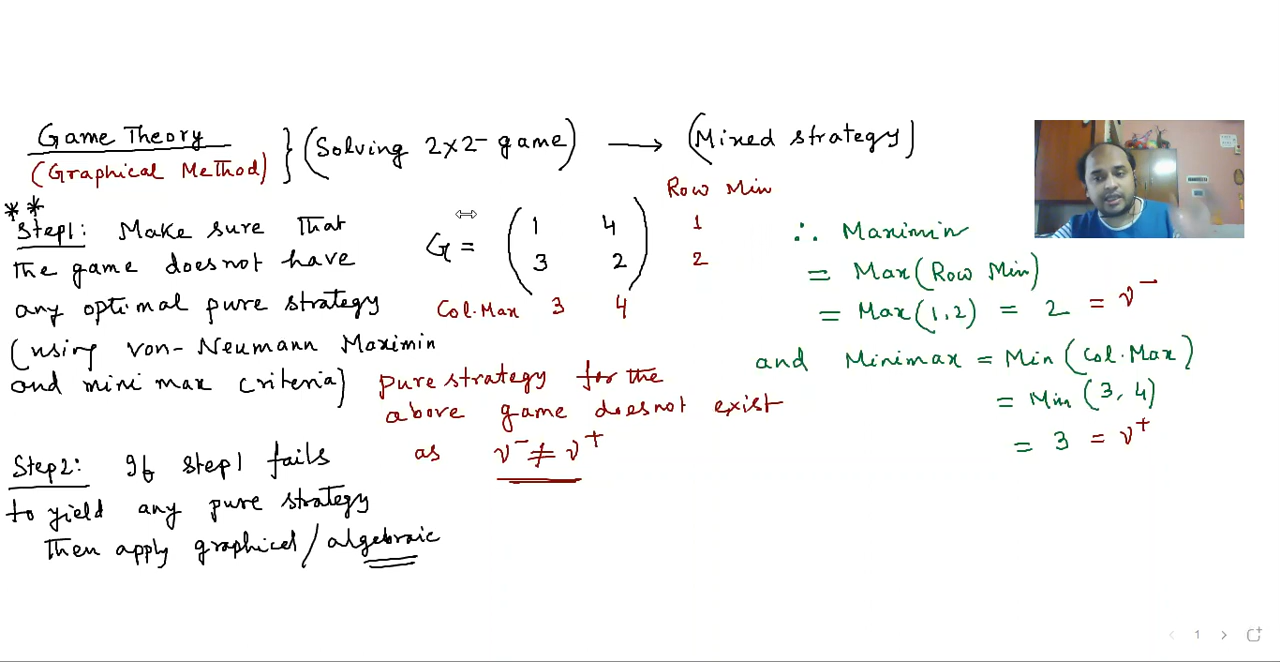 Game Theory
(Graphical Method) } (Solving 2x2- game) → (Mixed strategy)
**
Step1: Make sure that
the game does not have
any optimal pure strategy
(using von-Neumann Maximin
and mini max criteria)
Step2: If step1 fails
to yield any pure strategy
then apply graphical/algebraic
Row Min
G = ( 1 4 1
3 2 ) 2
Col.Max 3 4
pure strategy for the
above game does not exist
as ν⁻ ≠ ν⁺
∴ Maximin
= Max(Row Min)
= Max(1,2) = 2 = ν⁻
and Minimax = Min(Col.Max)
= Min (3, 4)
= 3 = ν⁺
1